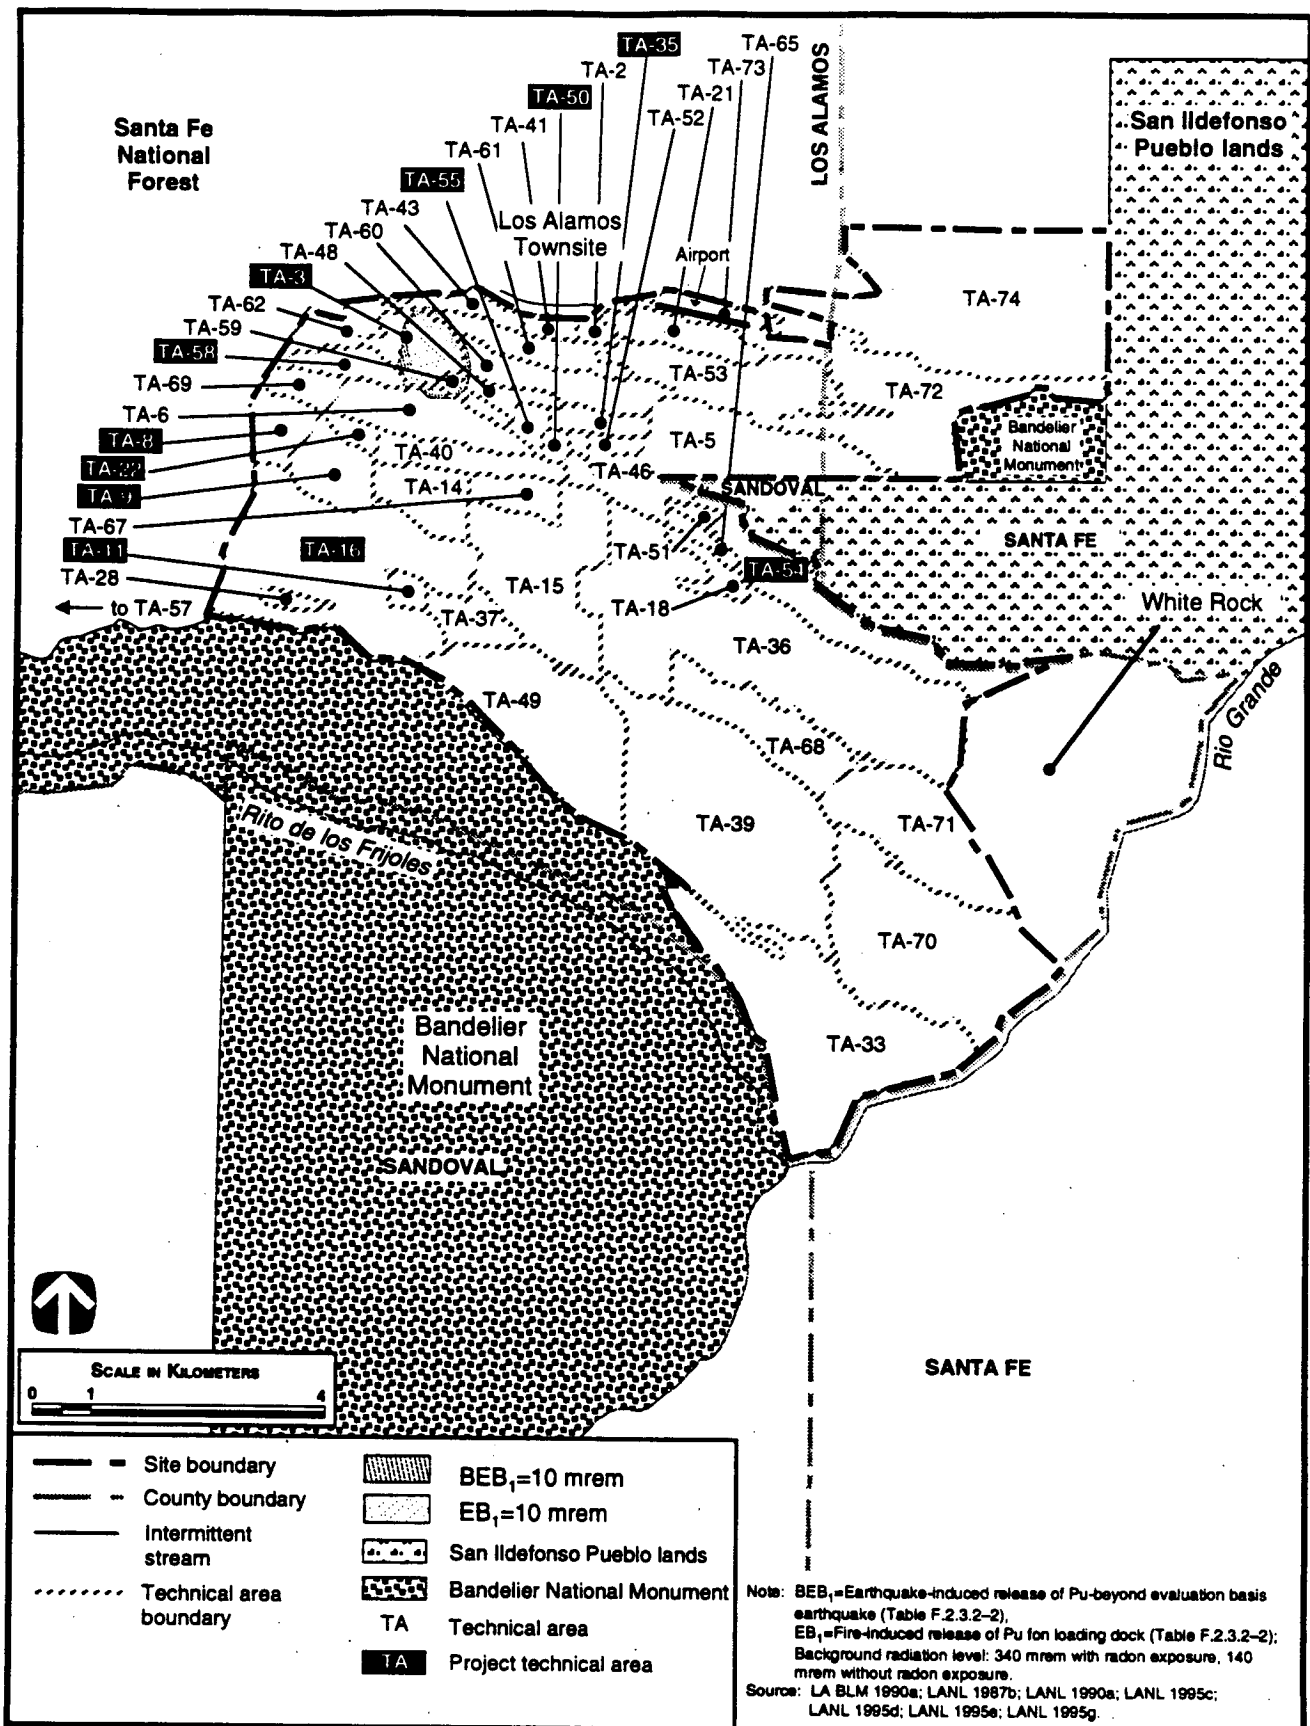 TA-35
TA-65
TA-2
TA-73
TA-50
TA-21
TA-41
TA-52
TA-61
TA-55
LOS ALAMOS
San Ildefonso
Pueblo lands
Santa Fe
National
Forest
TA-43
Los Alamos
Townsite
TA-60
TA-48
Airport
TA-3
TA-74
TA-62
TA-59
TA-58
TA-53
TA-69
TA-72
TA-6
TA-8
TA-5
Bandelier
National
Monument
TA-40
TA-22
TA-46
TA-14
SANDOVAL
TA-9
TA-67
TA-11
TA-16
TA-51
SANTA FE
TA-28
TA-15
TA-54
to TA-57
TA-18
White Rock
TA-37
TA-36
TA-49
Rio Grande
TA-68
Rito de los Frijoles
TA-39
TA-71
TA-70
Bandelier
National
Monument
TA-33
SANDOVAL
SANTA FE
SCALE IN KILOMETERS
0 1 4
Site boundary
County boundary
Intermittent
stream
Technical area
boundary
BEB₁=10 mrem
EB₁=10 mrem
San Ildefonso Pueblo lands
Bandelier National Monument
TA Technical area
TA Project technical area
Note: BEB₁=Earthquake-induced release of Pu-beyond evaluation basis
earthquake (Table F.2.3.2–2),
EB₁=Fire-induced release of Pu fon loading dock (Table F.2.3.2–2);
Background radiation level: 340 mrem with radon exposure, 140
mrem without radon exposure.
Source: LA BLM 1990a; LANL 1987b; LANL 1990a; LANL 1995c;
LANL 1995d; LANL 1995e; LANL 1995g.